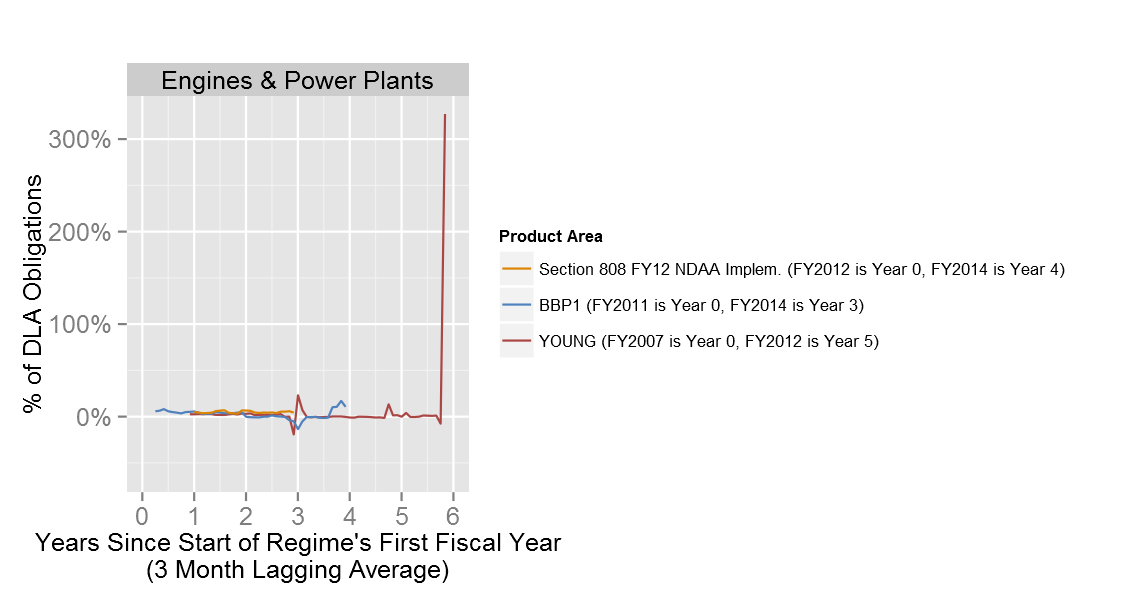 Engines & Power Plants
300%
200%
100%
0%
% of DLA Obligations
0 1 2 3 4 5 6
Years Since Start of Regime's First Fiscal Year
(3 Month Lagging Average)
Product Area
Section 808 FY12 NDAA Implem. (FY2012 is Year 0, FY2014 is Year 4)
BBP1 (FY2011 is Year 0, FY2014 is Year 3)
YOUNG (FY2007 is Year 0, FY2012 is Year 5)